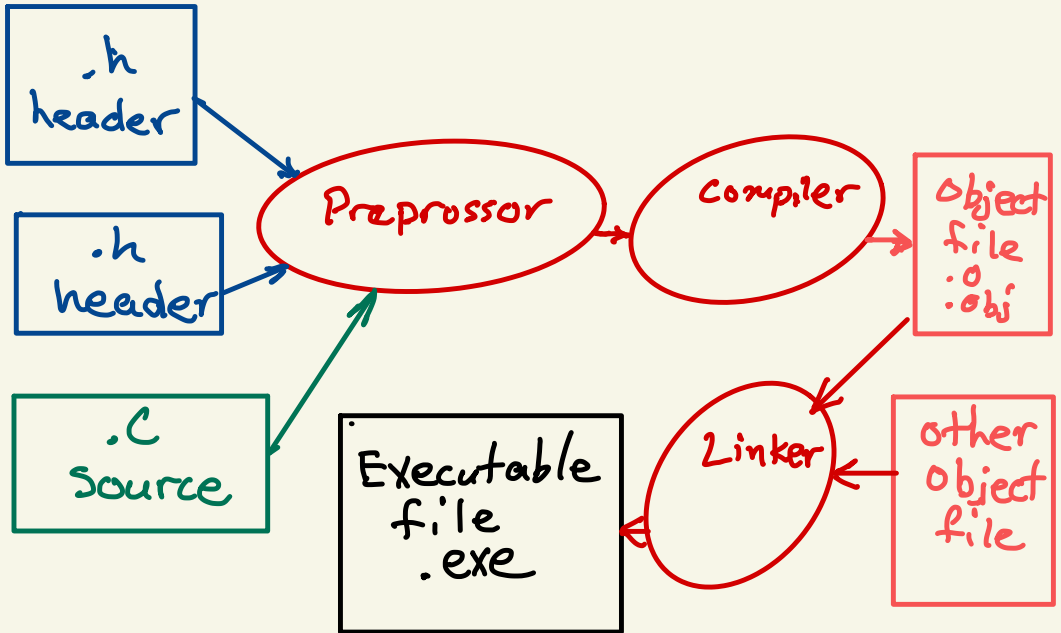 .h
header
.h
header
.C
source
Preprossor
compiler
object
file
.o
.obj
other
object
file
Linker
Executable
file
.exe